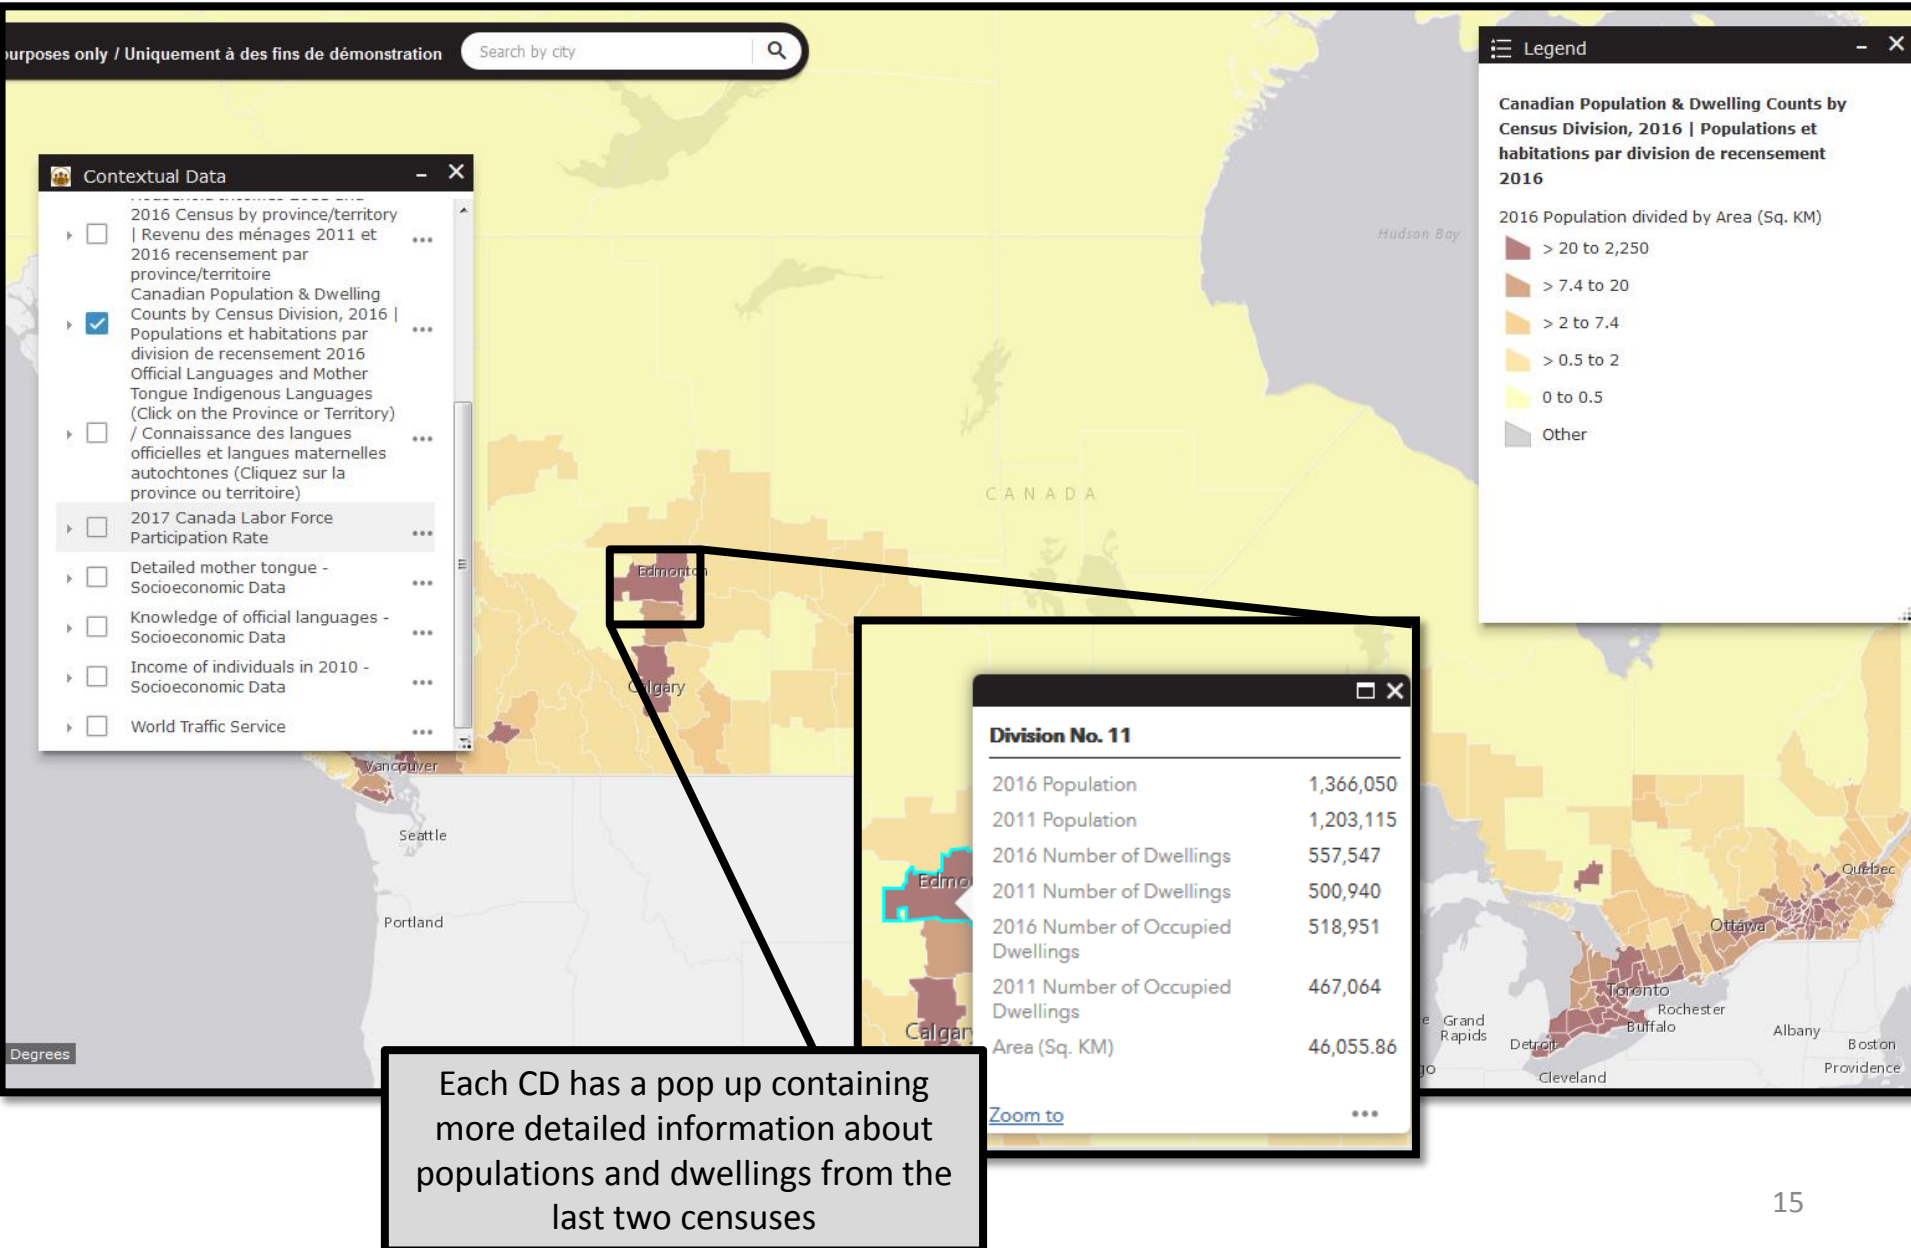 purposes only / Uniquement à des fins de démonstration
Search by city
Legend
Canadian Population & Dwelling Counts by
Census Division, 2016 | Populations et
habitations par division de recensement
2016
2016 Population divided by Area (Sq. KM)
> 20 to 2,250
> 7.4 to 20
> 2 to 7.4
> 0.5 to 2
0 to 0.5
Other
Contextual Data
2016 Census by province/territory
| Revenu des ménages 2011 et
2016 recensement par
province/territoire
Canadian Population & Dwelling
Counts by Census Division, 2016 |
Populations et habitations par
division de recensement 2016
Official Languages and Mother
Tongue Indigenous Languages
(Click on the Province or Territory)
/ Connaissance des langues
officielles et langues maternelles
autochtones (Cliquez sur la
province ou territoire)
2017 Canada Labor Force
Participation Rate
Detailed mother tongue -
Socioeconomic Data
Knowledge of official languages -
Socioeconomic Data
Income of individuals in 2010 -
Socioeconomic Data
World Traffic Service
Hudson Bay
CANADA
Edmonton
Calgary
Vancouver
Seattle
Portland
Degrees
Edmo
Calgar
Division No. 11
2016 Population 1,366,050
2011 Population 1,203,115
2016 Number of Dwellings 557,547
2011 Number of Dwellings 500,940
2016 Number of Occupied 518,951
Dwellings
2011 Number of Occupied 467,064
Dwellings
Area (Sq. KM) 46,055.86
Zoom to
Québec
Ottawa
Toronto
Rochester
Buffalo
Grand
Rapids
Detroit
Albany
Boston
Providence
Cleveland
Each CD has a pop up containing
more detailed information about
populations and dwellings from the
last two censuses
15